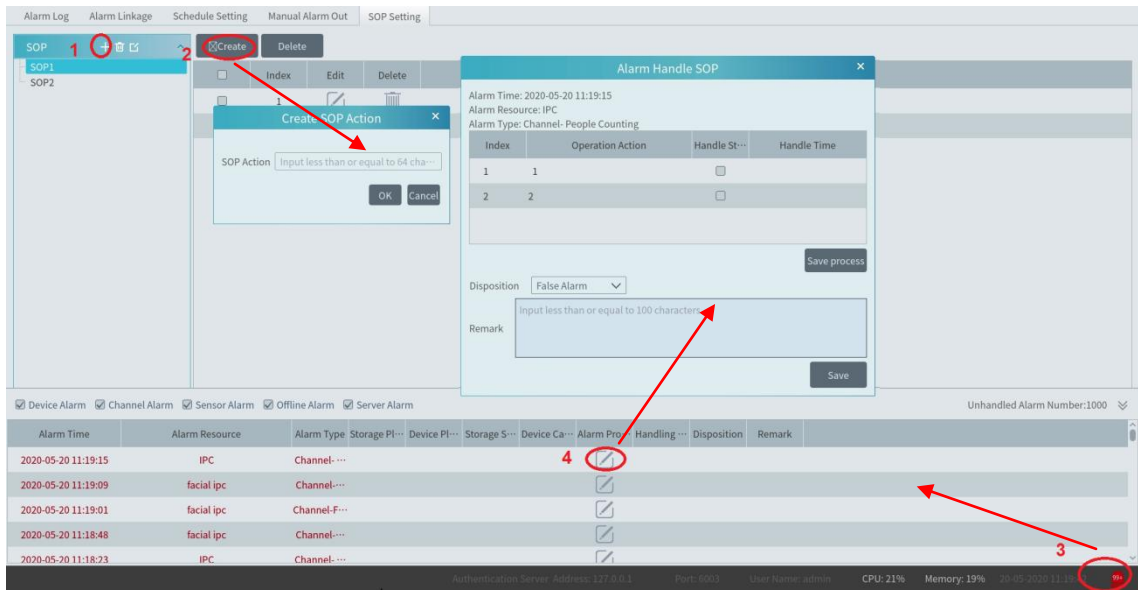 Alarm Log Alarm Linkage Schedule Setting Manual Alarm Out SOP Setting
SOP 1 2 Create Delete
SOP1
SOP2
Index Edit Delete
1
Create SOP Action ×
SOP Action Input less than or equal to 64 cha···
OK Cancel
Alarm Handle SOP ×
Alarm Time: 2020-05-20 11:19:15
Alarm Resource: IPC
Alarm Type: Channel- People Counting
Index Operation Action Handle St··· Handle Time
1 1
2 2
Save process
Disposition False Alarm
Remark Input less than or equal to 100 characters
Save
Device Alarm Channel Alarm Sensor Alarm Offline Alarm Server Alarm Unhandled Alarm Number:1000
Alarm Time Alarm Resource Alarm Type Storage Pl··· Device Pl··· Storage S··· Device Ca··· Alarm Pro··· Handling ··· Disposition Remark
2020-05-20 11:19:15 IPC Channel- ··· 4
2020-05-20 11:19:09 facial ipc Channel-···
2020-05-20 11:19:01 facial ipc Channel-F···
2020-05-20 11:18:48 facial ipc Channel-···
2020-05-20 11:18:23 IPC Channel- ··· 3
Authentication Server Address: 127.0.0.1 Port: 6003 User Name: admin CPU: 21% Memory: 19% 20-05-2020 11:19 99+